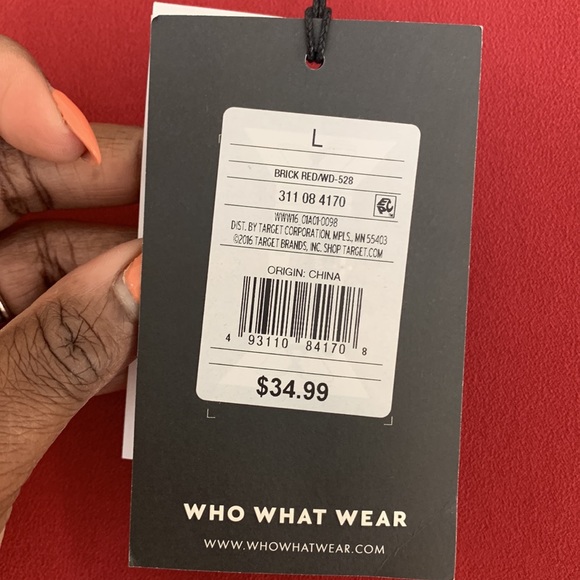 L
BRICK RED/WD-528
311 08 4170
WWW16 01A01-0098
DIST. BY TARGET CORPORATION, MPLS., MN 55403
©2016 TARGET BRANDS, INC. SHOP TARGET.COM
ORIGIN: CHINA
4 93110 84170 8
$34.99
WHO WHAT WEAR
WWW.WHOWHATWEAR.COM